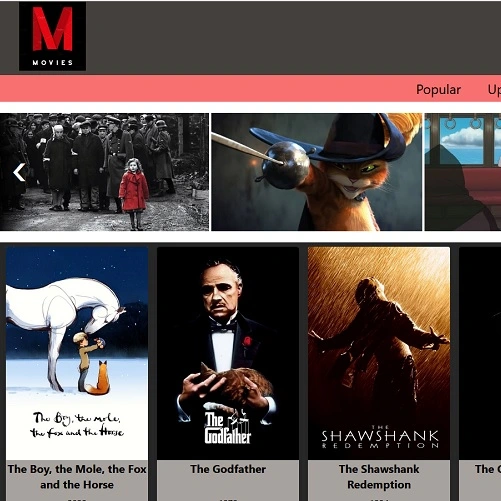 M
MOVIES
Popular
Up
The Boy, the mole,
the fox and the Horse
The
Godfather
THE
SHAWSHANK
REDEMPTION
The Boy, the Mole, the Fox
and the Horse
The Godfather
The Shawshank
Redemption
The